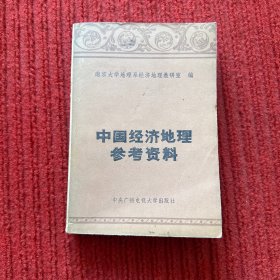 南京大学地理系经济地理教研室 编
中国经济地理
参考资料
中央广播电视大学出版社